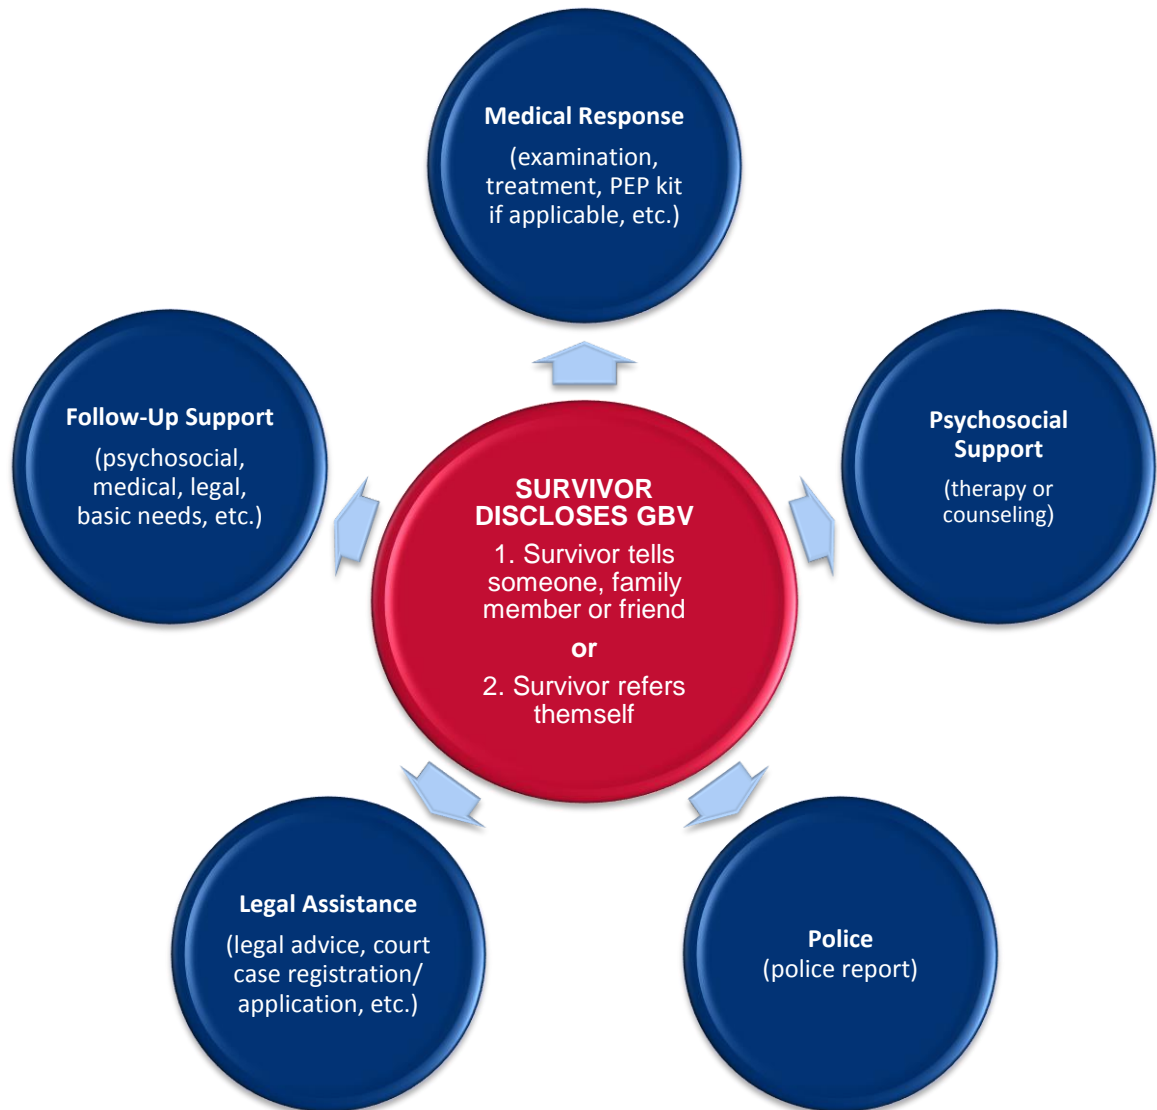 Medical Response
(examination,
treatment, PEP kit
if applicable, etc.)
Follow-Up Support
(psychosocial,
medical, legal,
basic needs, etc.)
Psychosocial
Support
(therapy or
counseling)
SURVIVOR
DISCLOSES GBV
1. Survivor tells
someone, family
member or friend
or
2. Survivor refers
themself
Legal Assistance
(legal advice, court
case registration/
application, etc.)
Police
(police report)